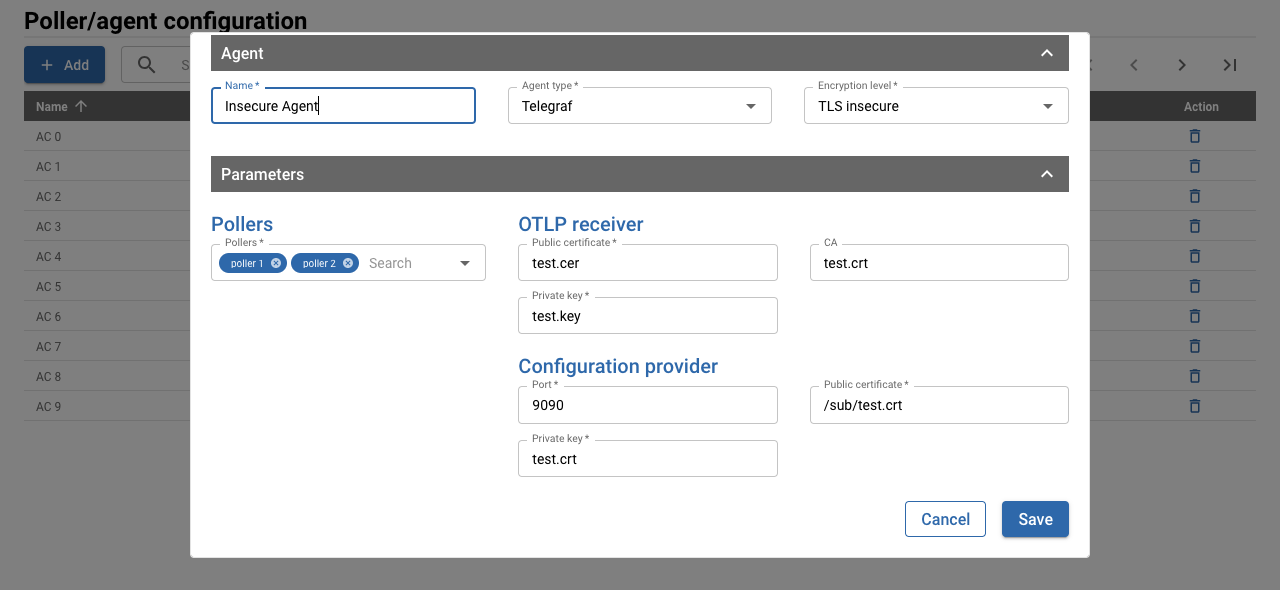 Poller/agent configuration
Add
S
Name
Action
AC 0
AC 1
AC 2
AC 3
AC 4
AC 5
AC 6
AC 7
AC 8
AC 9
Agent
Name *
Insecure Agent
Agent type *
Telegraf
Encryption level *
TLS insecure
Parameters
Pollers
Pollers *
poller 1
poller 2
Search
OTLP receiver
Public certificate *
test.cer
CA
test.crt
Private key *
test.key
Configuration provider
Port *
9090
Public certificate *
/sub/test.crt
Private key *
test.crt
Cancel
Save